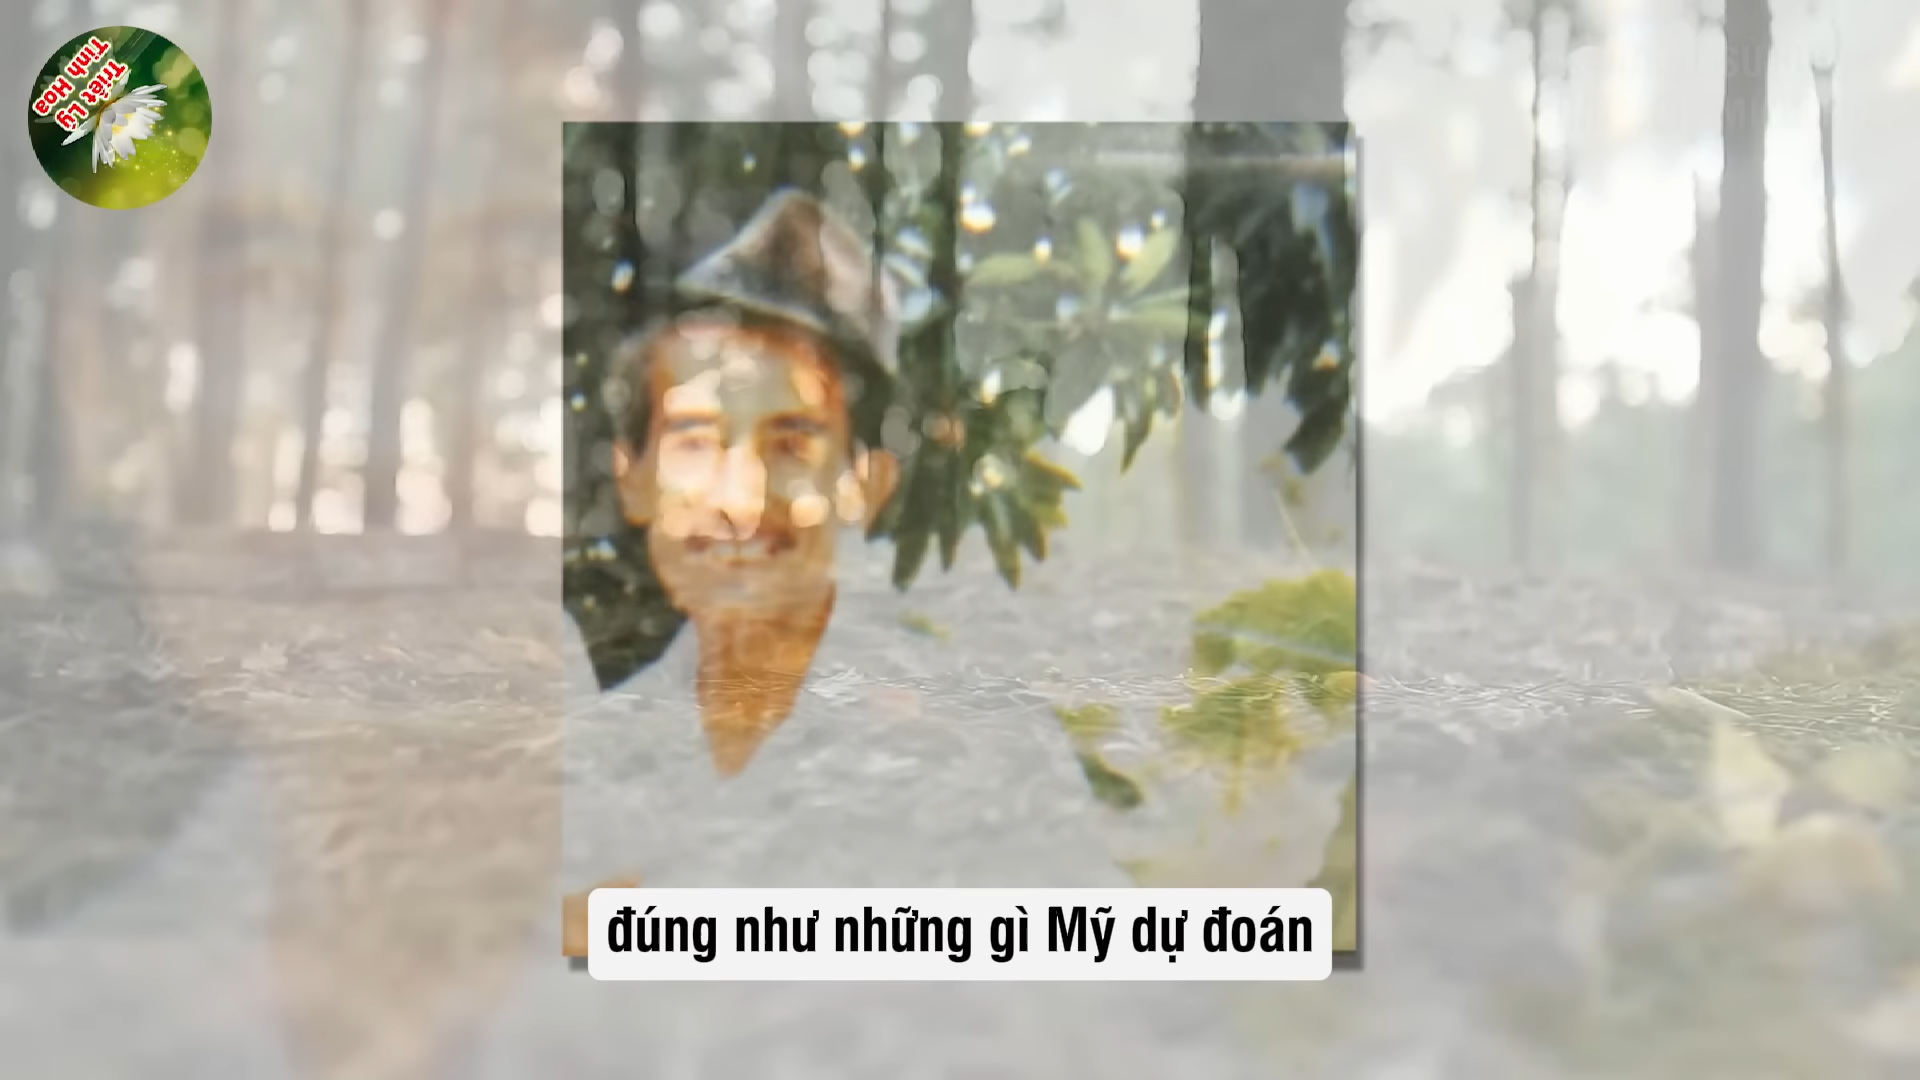 Tinh Hoa
Triết Lý
đúng như những gì Mỹ dự đoán